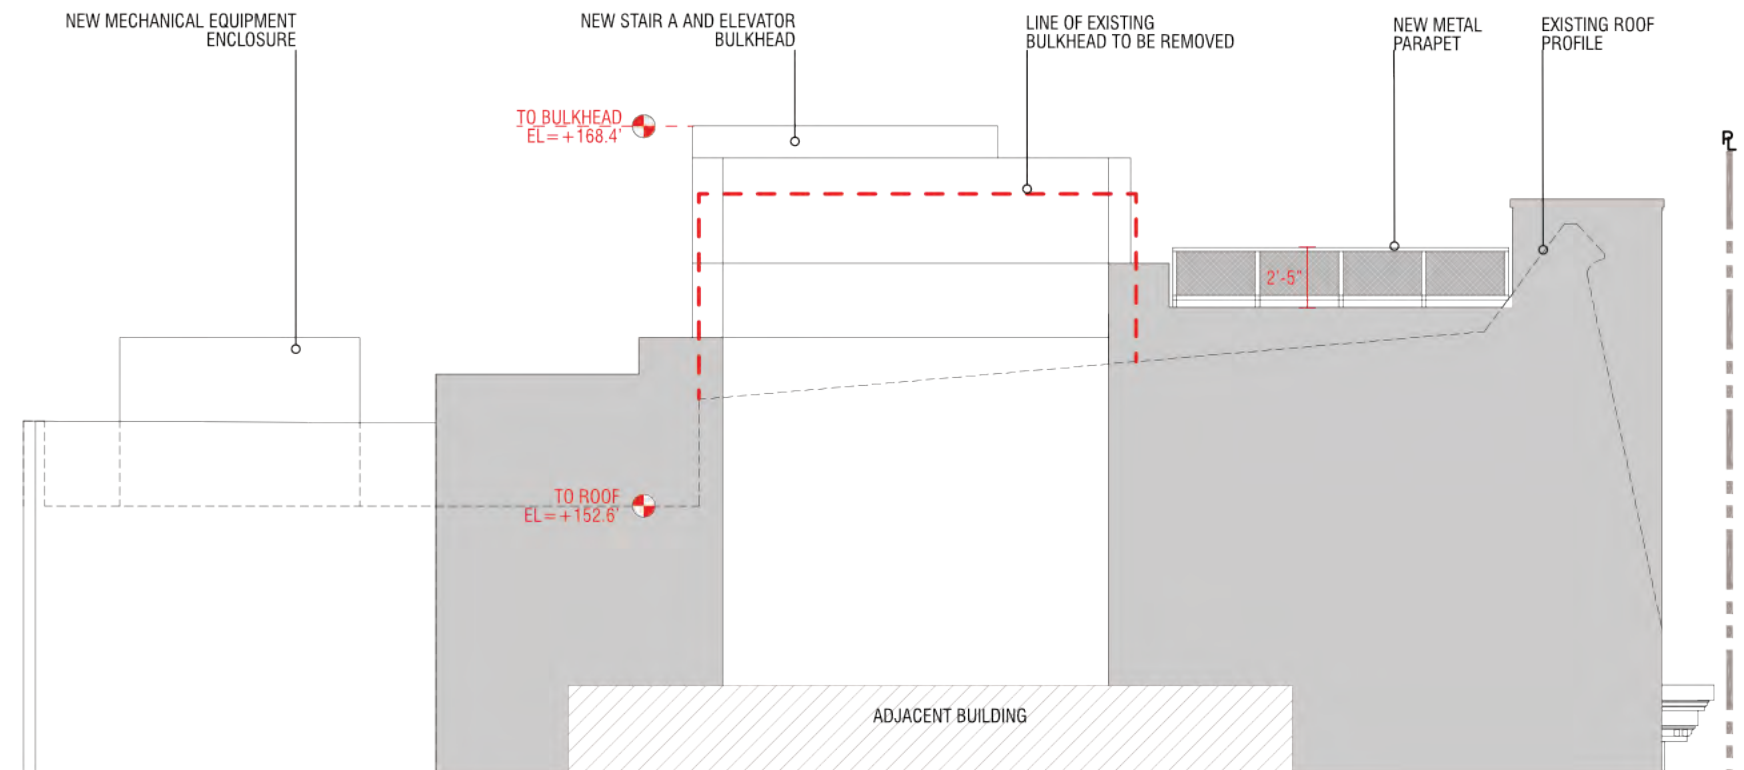 NEW MECHANICAL EQUIPMENT
ENCLOSURE
NEW STAIR A AND ELEVATOR
BULKHEAD
LINE OF EXISTING
BULKHEAD TO BE REMOVED
NEW METAL
PARAPET
EXISTING ROOF
PROFILE
TO BULKHEAD
EL=+168.4'
PL
2'-5"
TO ROOF
EL=+152.6'
ADJACENT BUILDING